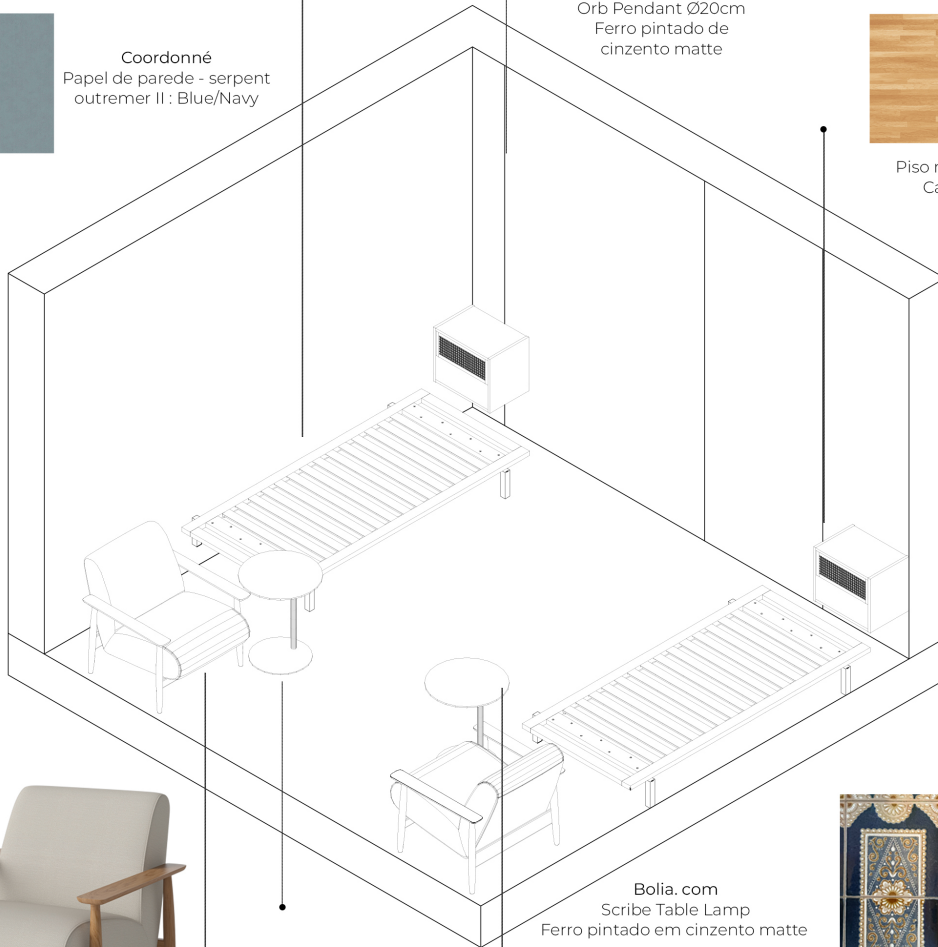 Orb Pendant Ø20cm
Ferro pintado de
cinzento matte
Coordonné
Papel de parede - serpent
outremer II : Blue/Navy
Piso
Bolia. com
Scribe Table Lamp
Ferro pintado em cinzento matte